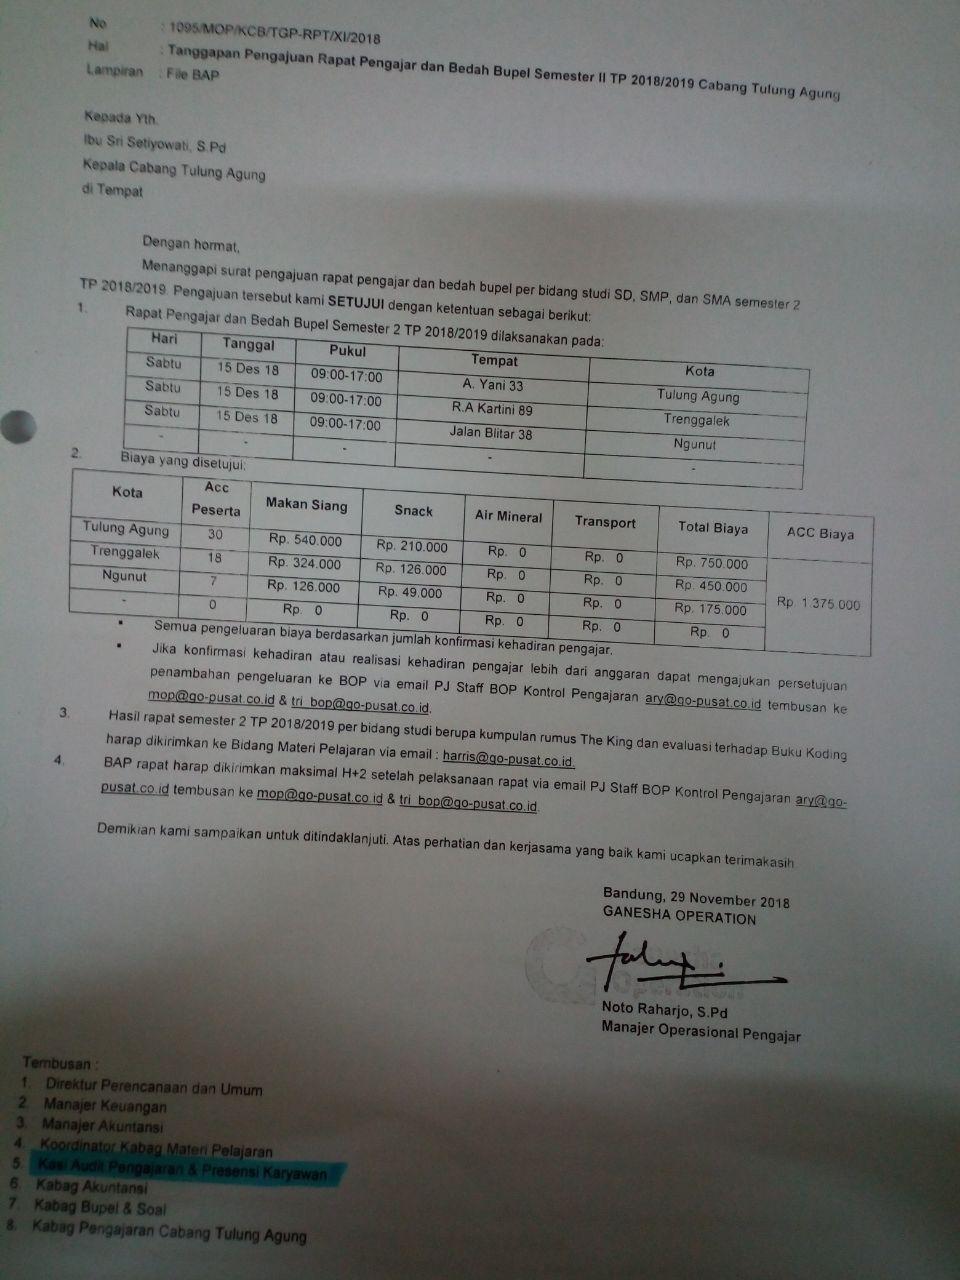 No : 1095/MOP/KCB/TGP-RPT/XI/2018
Hal : Tanggapan Pengajuan Rapat Pengajar dan Bedah Bupel Semester II TP 2018/2019 Cabang Tulung Agung
Lampiran : File BAP
Kepada Yth.
Ibu Sri Setiyowati, S.Pd
Kepala Cabang Tulung Agung
di Tempat
Dengan hormat,
Menanggapi surat pengajuan rapat pengajar dan bedah bupel per bidang studi SD, SMP, dan SMA semester 2
TP 2018/2019. Pengajuan tersebut kami SETUJUI dengan ketentuan sebagai berikut:
1. Rapat Pengajar dan Bedah Bupel Semester 2 TP 2018/2019 dilaksanakan pada:
Hari Tanggal Pukul Tempat Kota
Sabtu 15 Des 18 09:00-17:00 A. Yani 33 Tulung Agung
Sabtu 15 Des 18 09:00-17:00 R.A Kartini 89 Trenggalek
Sabtu 15 Des 18 09:00-17:00 Jalan Blitar 38 Ngunut
- - - - -
2. Biaya yang disetujui:
Kota Acc Peserta Makan Siang Snack Air Mineral Transport Total Biaya ACC Biaya
Tulung Agung 30 Rp. 540.000 Rp. 210.000 Rp. 0 Rp. 0 Rp. 750.000 Rp. 1.375.000
Trenggalek 18 Rp. 324.000 Rp. 126.000 Rp. 0 Rp. 0 Rp. 450.000
Ngunut 7 Rp. 126.000 Rp. 49.000 Rp. 0 Rp. 0 Rp. 175.000
- 0 Rp. 0 Rp. 0 Rp. 0 Rp. 0 Rp. 0
▪ Semua pengeluaran biaya berdasarkan jumlah konfirmasi kehadiran pengajar.
▪ Jika konfirmasi kehadiran atau realisasi kehadiran pengajar lebih dari anggaran dapat mengajukan persetujuan
penambahan pengeluaran ke BOP via email PJ Staff BOP Kontrol Pengajaran ary@go-pusat.co.id tembusan ke
mop@go-pusat.co.id & tri_bop@go-pusat.co.id.
3. Hasil rapat semester 2 TP 2018/2019 per bidang studi berupa kumpulan rumus The King dan evaluasi terhadap Buku Koding
harap dikirimkan ke Bidang Materi Pelajaran via email : harris@go-pusat.co.id.
4. BAP rapat harap dikirimkan maksimal H+2 setelah pelaksanaan rapat via email PJ Staff BOP Kontrol Pengajaran ary@go-
pusat.co.id tembusan ke mop@go-pusat.co.id & tri_bop@go-pusat.co.id.
Demikian kami sampaikan untuk ditindaklanjuti. Atas perhatian dan kerjasama yang baik kami ucapkan terimakasih
Bandung, 29 November 2018
GANESHA OPERATION
Noto Raharjo, S.Pd
Manajer Operasional Pengajar
Tembusan :
1. Direktur Perencanaan dan Umum
2. Manajer Keuangan
3. Manajer Akuntansi
4. Koordinator Kabag Materi Pelajaran
5. Kasi Audit Pengajaran & Presensi Karyawan
6. Kabag Akuntansi
7. Kabag Bupel & Soal
8. Kabag Pengajaran Cabang Tulung Agung